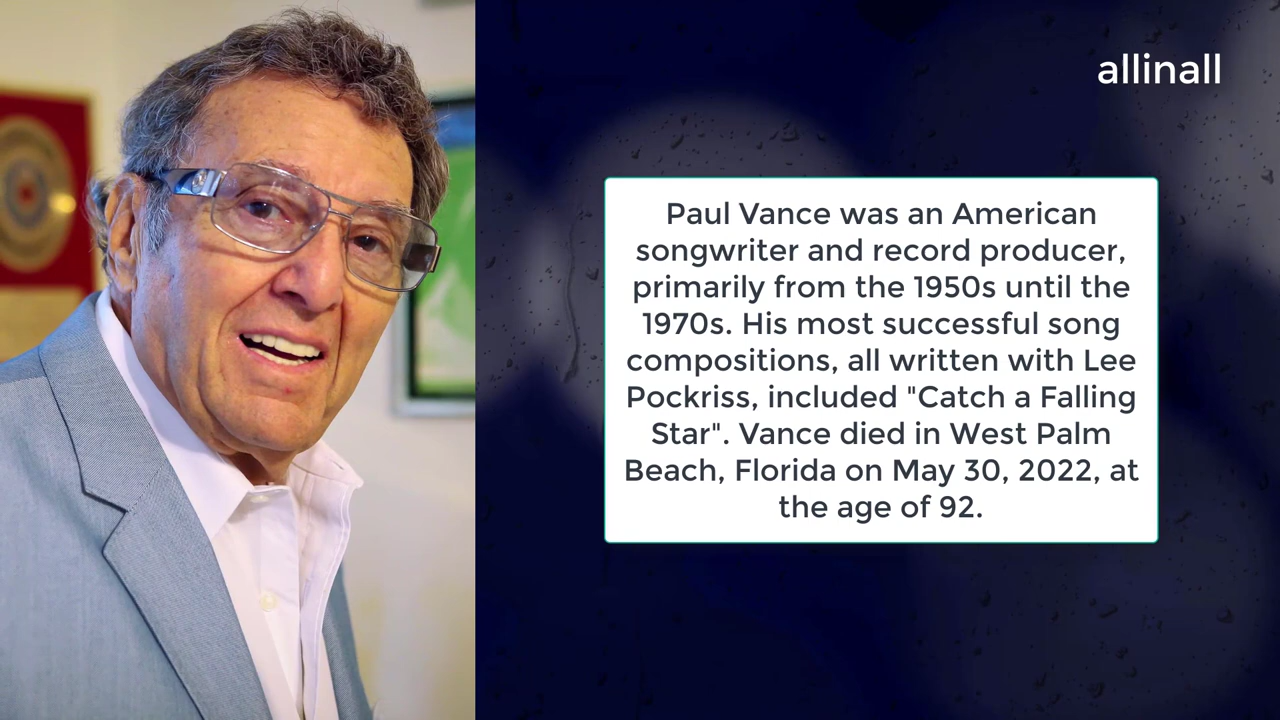 allinall
Paul Vance was an American
songwriter and record producer,
primarily from the 1950s until the
1970s. His most successful song
compositions, all written with Lee
Pockriss, included "Catch a Falling
Star". Vance died in West Palm
Beach, Florida on May 30, 2022, at
the age of 92.